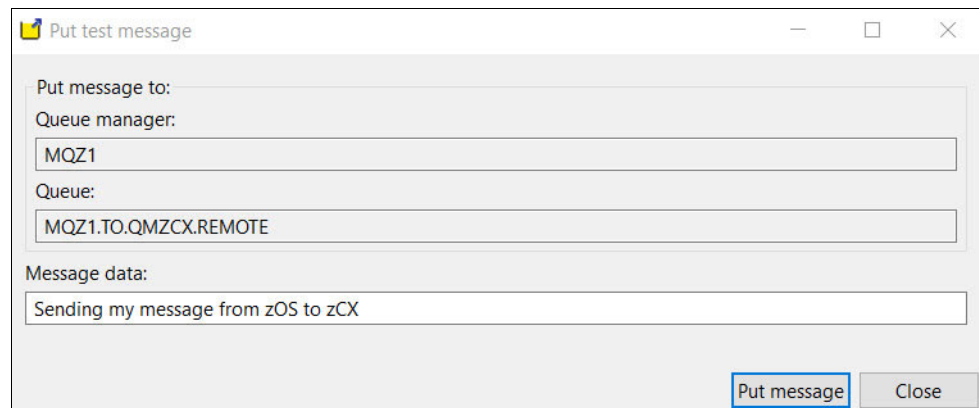 Put test message
Put message to:
Queue manager:
MQZ1
Queue:
MQZ1.TO.QMZCX.REMOTE
Message data:
Sending my message from zOS to zCX
Put message Close